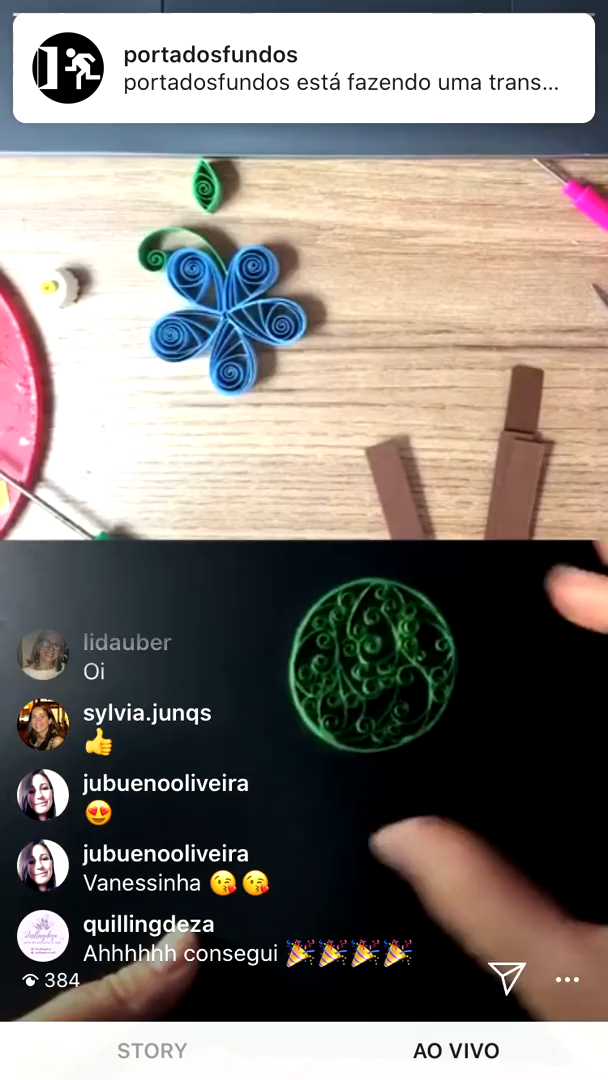 portadosfundos
portadosfundos está fazendo uma trans...
lidauber
Oi
sylvia.junqs
👍
jubuenooliveira
😍
jubuenooliveira
Vanessinha 😘😘
quillingdeza
Ahhhhhh consegui 🎉🎉🎉🎉
384
STORY
AO VIVO